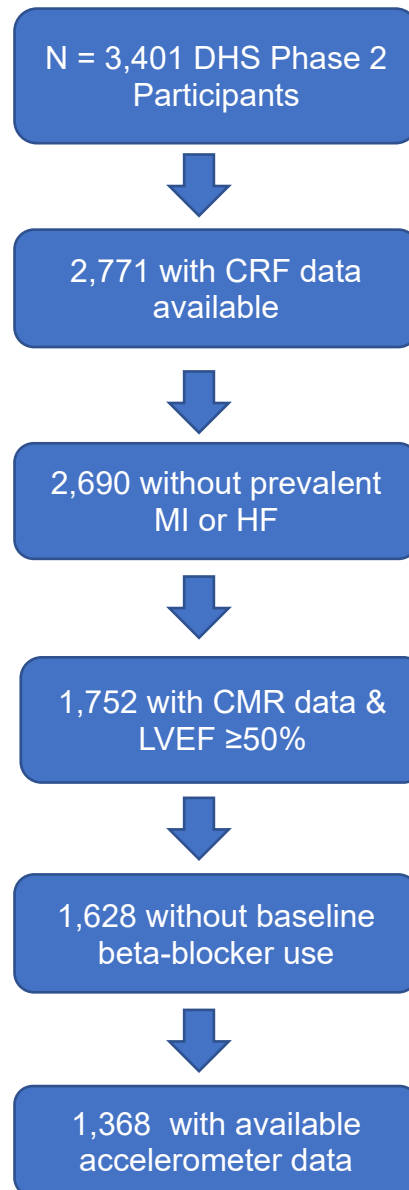 N = 3,401 DHS Phase 2
Participants
2,771 with CRF data
available
2,690 without prevalent
MI or HF
1,752 with CMR data &
LVEF ≥50%
1,628 without baseline
beta-blocker use
1,368  with available
accelerometer data